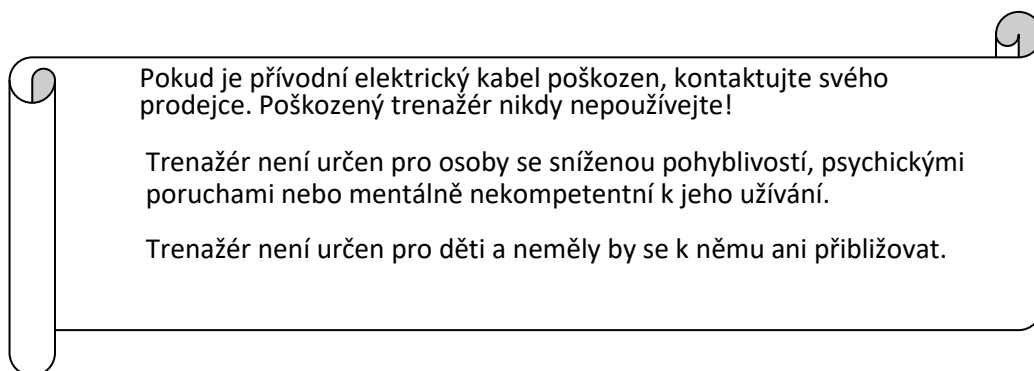 Pokud je přívodní elektrický kabel poškozen, kontaktujte svého
prodejce. Poškozený trenažér nikdy nepoužívejte!
Trenažér není určen pro osoby se sníženou pohyblivostí, psychickými
poruchami nebo mentálně nekompetentní k jeho užívání.
Trenažér není určen pro děti a neměly by se k němu ani přibližovat.